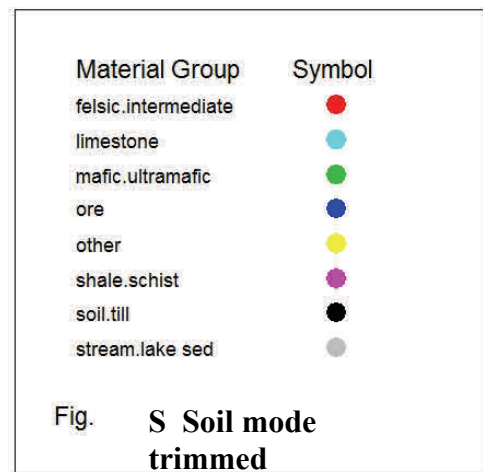 Material Group Symbol
felsic.intermediate
limestone
mafic.ultramafic
ore
other
shale.schist
soil.till
stream.lake sed
Fig. S Soil mode
trimmed